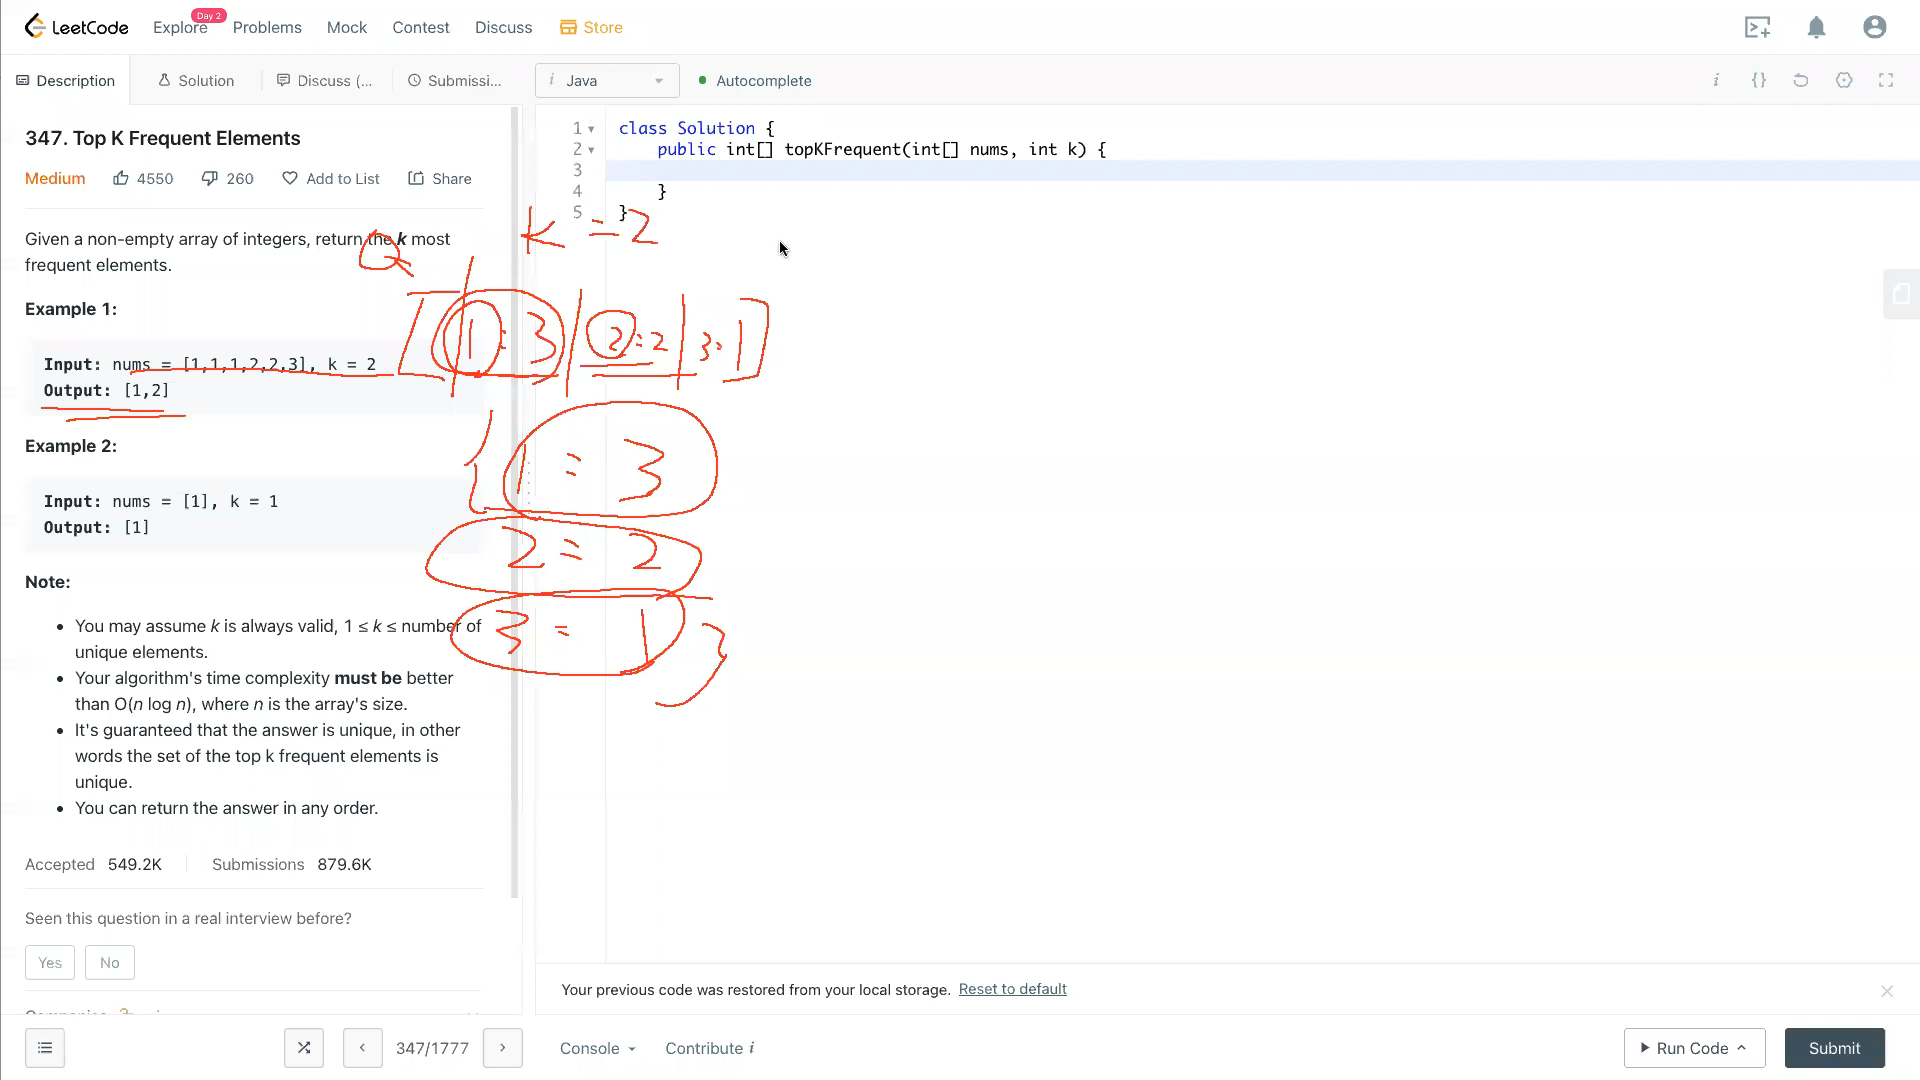 LeetCode
Explore
Day 2
Problems
Mock
Contest
Discuss
Store
Description
Solution
Discuss (...
Submissi...
i Java
Autocomplete
347. Top K Frequent Elements
Medium
4550
260
Add to List
Share
Given a non-empty array of integers, return the k most
frequent elements.
Example 1:
Input: nums = [1,1,1,2,2,3], k = 2
Output: [1,2]
Example 2:
Input: nums = [1], k = 1
Output: [1]
Note:
• You may assume k is always valid, 1 ≤ k ≤ number of
unique elements.
• Your algorithm's time complexity must be better
than O(n log n), where n is the array's size.
• It's guaranteed that the answer is unique, in other
words the set of the top k frequent elements is
unique.
• You can return the answer in any order.
Accepted 549.2K
Submissions 879.6K
Seen this question in a real interview before?
Yes
No
1 class Solution {
2 public int[] topKFrequent(int[] nums, int k) {
3
4 }
5 }
k = 2
Q
[ 1:3 | 2:2 | 3:1 ]
{ 1 = 3
2 = 2
3 = 1 }
Your previous code was restored from your local storage. Reset to default
347/1777
Console
Contribute i
Run Code
Submit